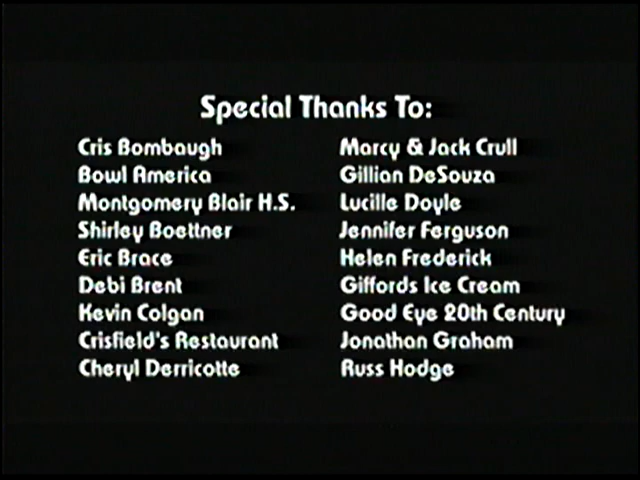 Special Thanks To:
Cris Bombaugh
Bowl America
Montgomery Blair H.S.
Shirley Boettner
Eric Brace
Debi Brent
Kevin Colgan
Crisfield's Restaurant
Cheryl Derricotte
Marcy & Jack Crull
Gillian DeSouza
Lucille Doyle
Jennifer Ferguson
Helen Frederick
Giffords Ice Cream
Good Eye 20th Century
Jonathan Graham
Russ Hodge